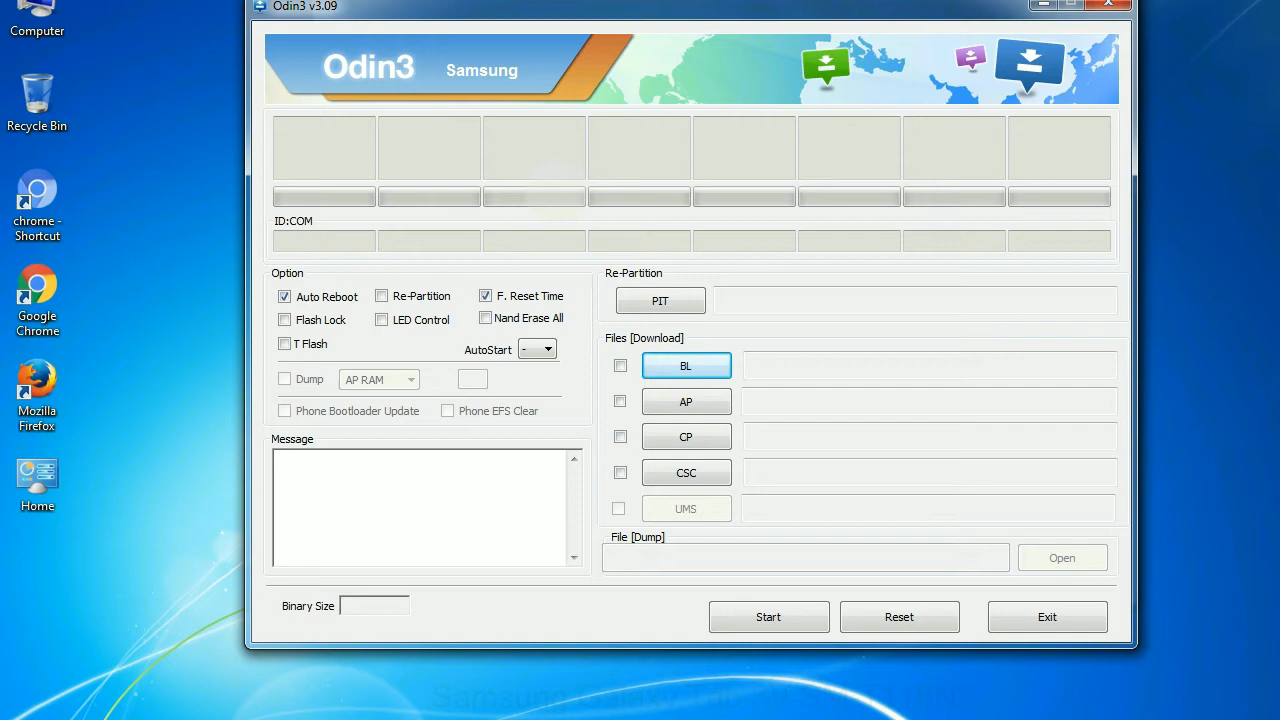 Odin3 v3.09
Computer
Recycle Bin
chrome -
Shortcut
Google
Chrome
Mozilla
Firefox
Home
Odin3 Samsung
ID:COM
Option
Auto Reboot Re-Partition F. Reset Time
Flash Lock LED Control Nand Erase All
T Flash AutoStart -
Dump AP RAM
Phone Bootloader Update Phone EFS Clear
Message
Re-Partition
PIT
Files [Download]
BL
AP
CP
CSC
UMS
File [Dump]
Open
Binary Size
Start Reset Exit
Samsung Galaxy